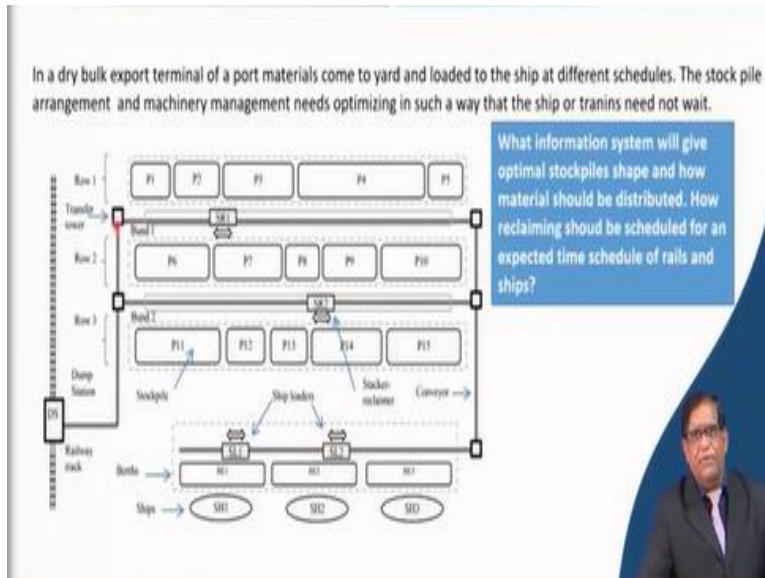 In a dry bulk export terminal of a port materials come to yard and loaded to the ship at different schedules. The stock pile
arrangement and machinery management needs optimizing in such a way that the ship or tranins need not wait.
What information system will give
optimal stockpiles shape and how
material should be distributed. How
reclaiming shoud be scheduled for an
expected time schedule of rails and
ships?
Row 1
P1 P2 P3 P4 P5
Transfer
tower
SR1
Bund 1
Row 2
P6 P7 P8 P9 P10
SR2
Bund 2
Row 3
P11 P12 P13 P14 P15
Dump
Station
Stockpile
Ship loaders
Stacker-
reclaimer
Conveyor
DS
Railway
track
SL1 SL2
Berths
Ships
SH1 SH2 SH3